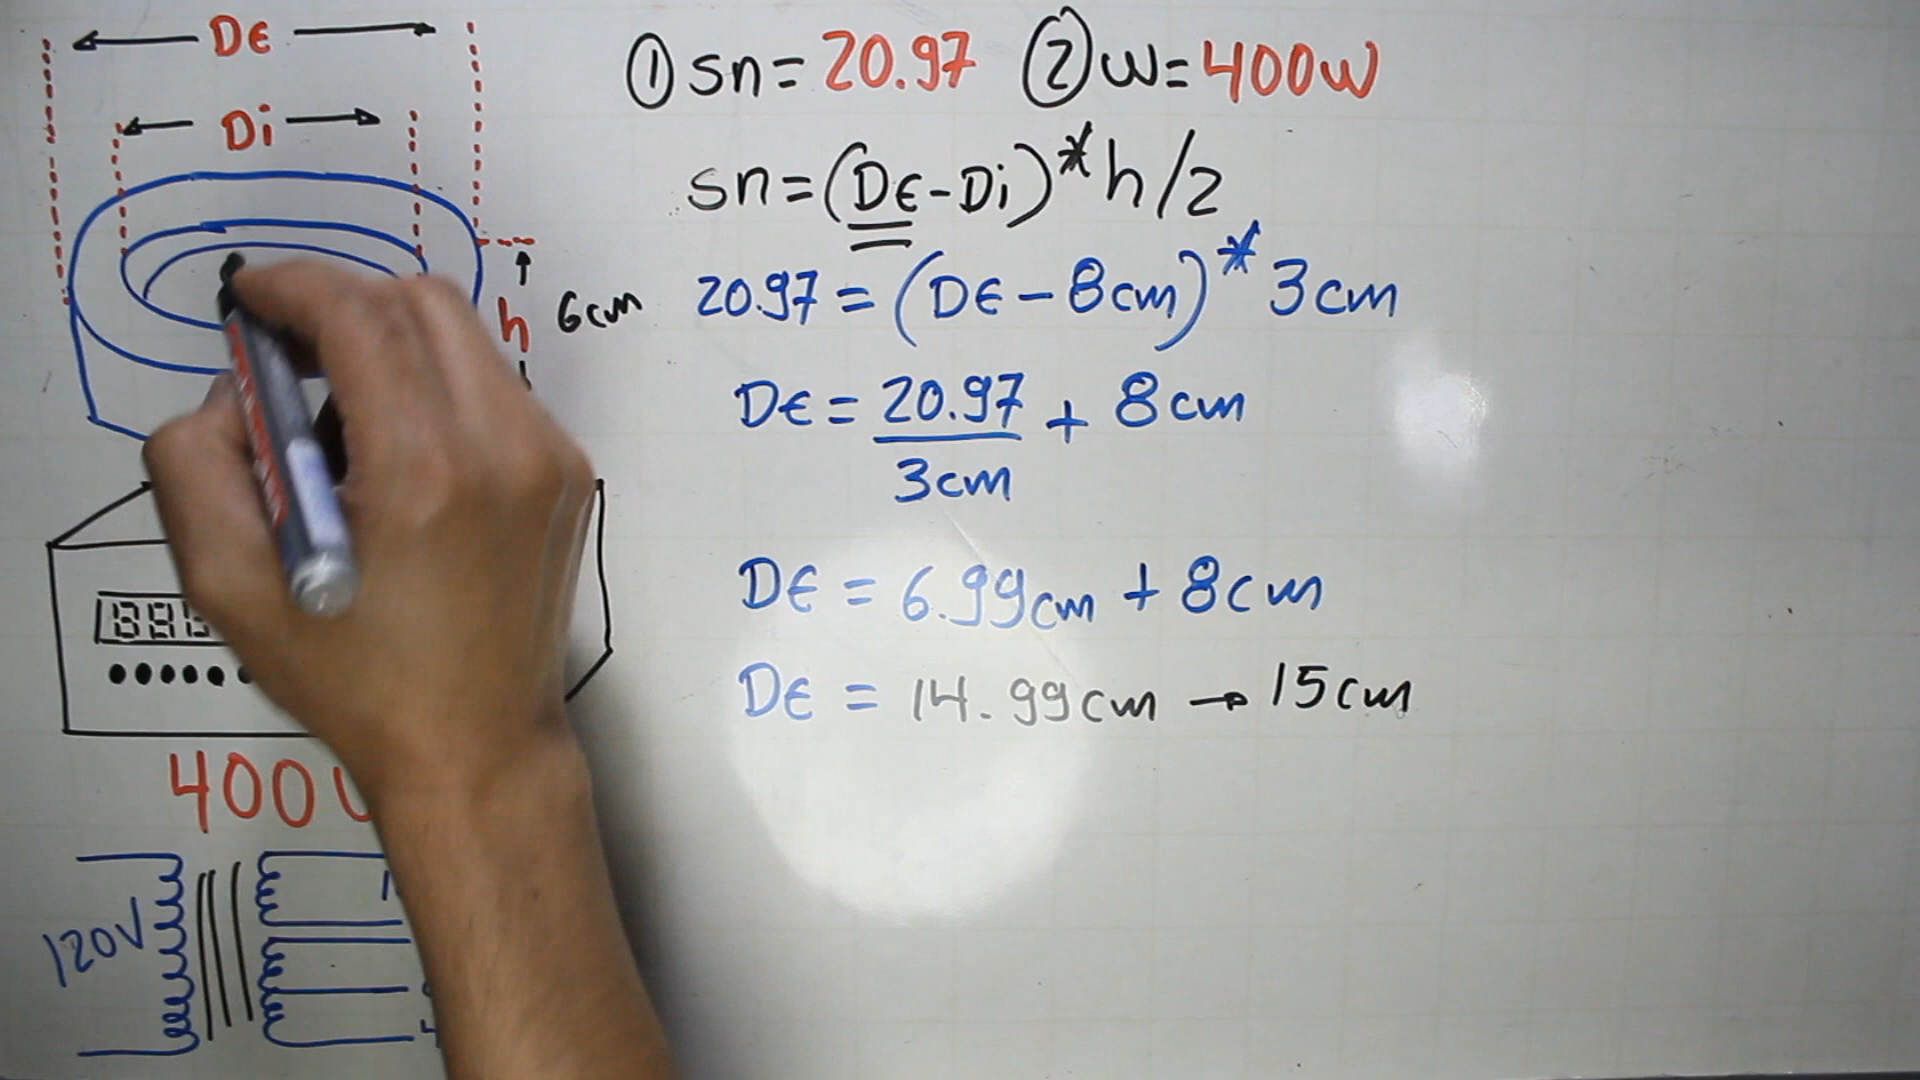 DE
Di
① sn = 20.97 ② W = 400W
sn = (DE - Di) * h/2
h 6cm
20.97 = (DE - 8cm) * 3cm
DE = 20.97 + 8cm
3cm
DE = 6.99cm + 8cm
DE = 14.99cm → 15cm
400
120V